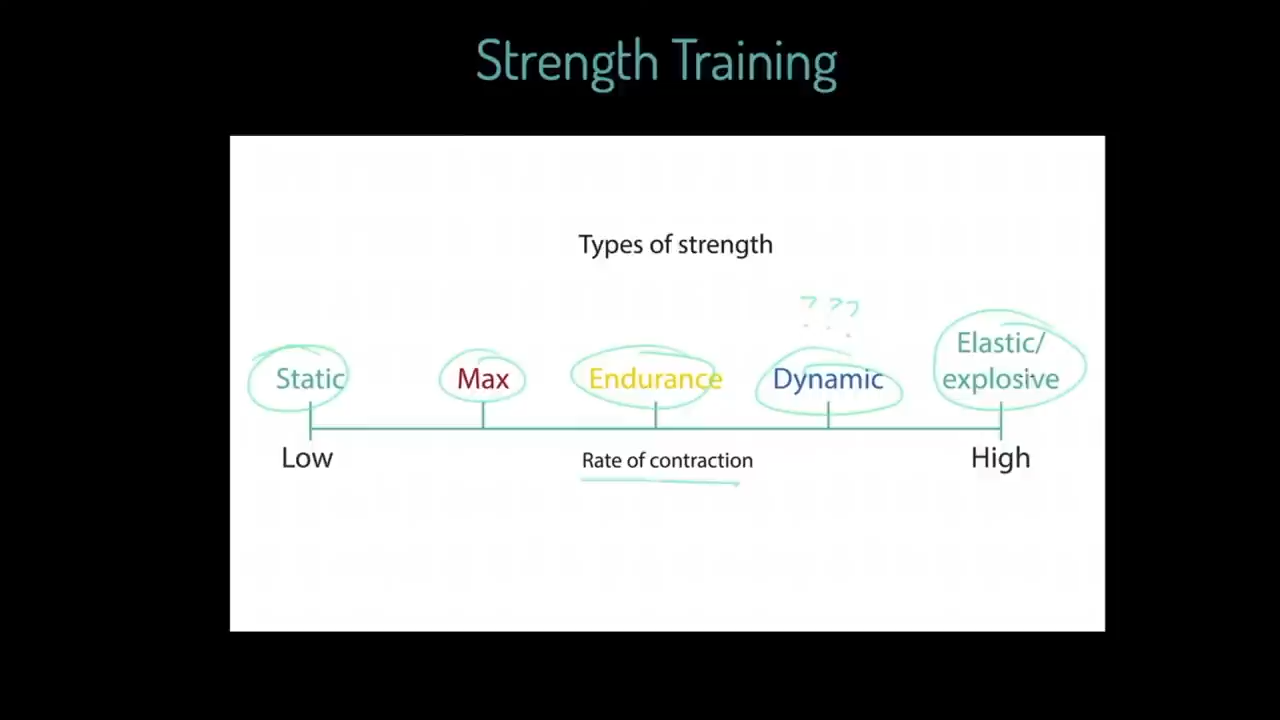 Strength Training
Types of strength
???
Static Max Endurance Dynamic Elastic/
explosive
Low Rate of contraction High